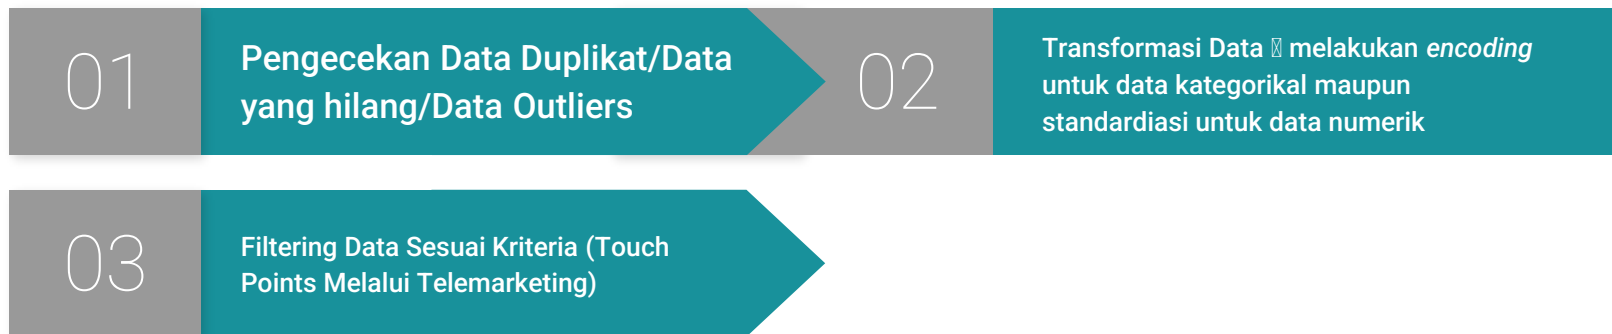 01
Pengecekan Data Duplikat/Data
yang hilang/Data Outliers
02
Transformasi Data  melakukan encoding
untuk data kategorikal maupun
standardiasi untuk data numerik
03
Filtering Data Sesuai Kriteria (Touch
Points Melalui Telemarketing)